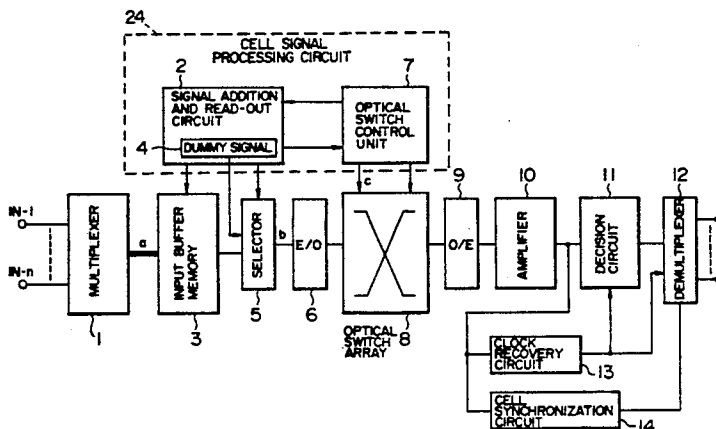 24
CELL SIGNAL
PROCESSING CIRCUIT
2
7
SIGNAL ADDITION
AND READ-OUT
CIRCUIT
4
DUMMY SIGNAL
OPTICAL
SWITCH
CONTROL
UNIT
c
9
10
11
12
IN-1
IN-n
MULTIPLEXER
a
INPUT BUFFER
MEMORY
SELECTOR
b
E/O
O/E
AMPLIFIER
DECISION
CIRCUIT
DEMULTIPLEXER
1
3
5
6
OPTICAL
SWITCH
ARRAY
8
CLOCK
RECOVERY
CIRCUIT
13
CELL
SYNCHRONIZATION
CIRCUIT
14